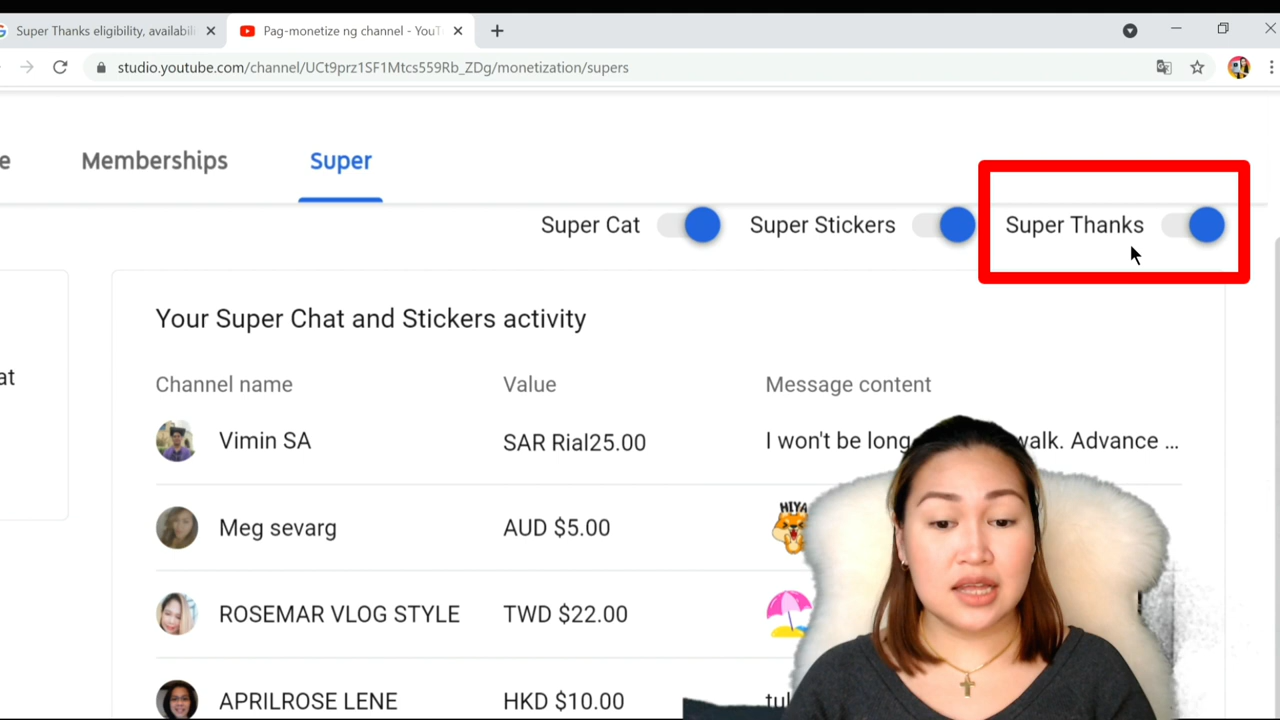 Super Thanks eligibility, availabil
Pag-monetize ng channel - YouT
studio.youtube.com/channel/UCt9prz1SF1Mtcs559Rb_ZDg/monetization/supers
e
Memberships
Super
Super Cat
Super Stickers
Super Thanks
at
Your Super Chat and Stickers activity
Channel name
Value
Message content
Vimin SA
SAR Rial25.00
I won't be long walk. Advance ...
Meg sevarg
AUD $5.00
HIYA
ROSEMAR VLOG STYLE
TWD $22.00
APRILROSE LENE
HKD $10.00